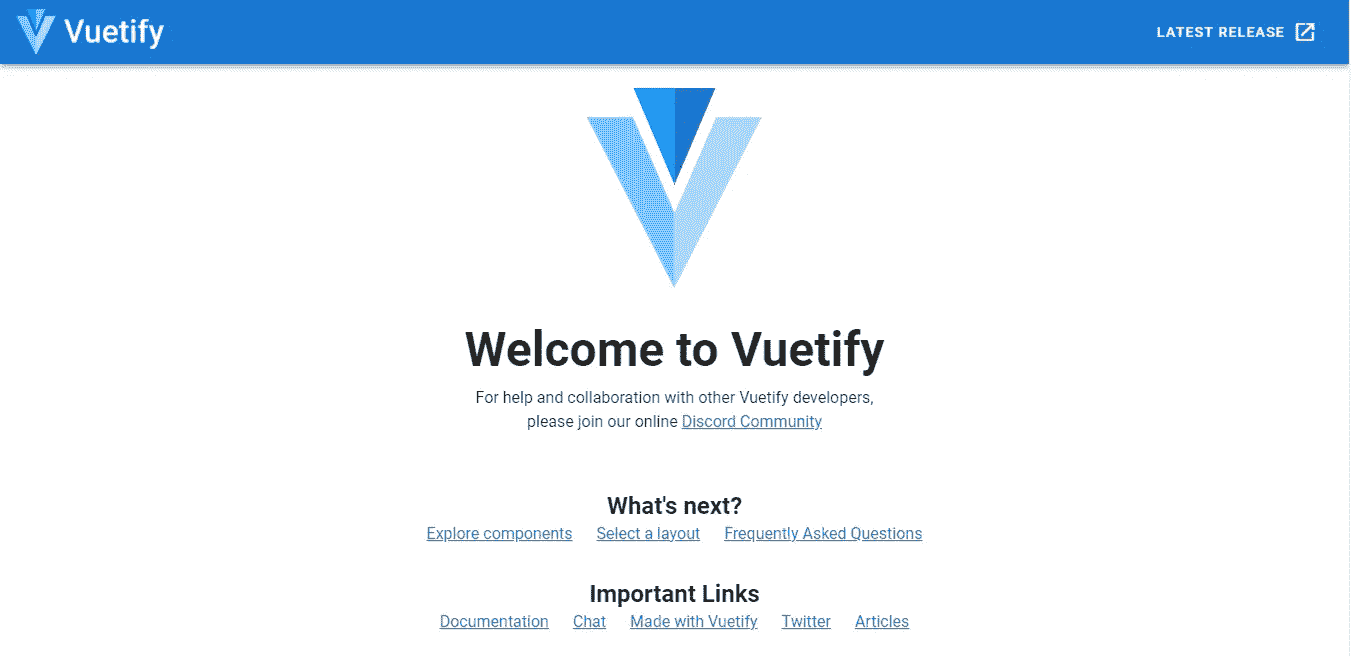 Vuetify
LATEST RELEASE
Welcome to Vuetify
For help and collaboration with other Vuetify developers,
please join our online Discord Community
What's next?
Explore components Select a layout Frequently Asked Questions
Important Links
Documentation Chat Made with Vuetify Twitter Articles